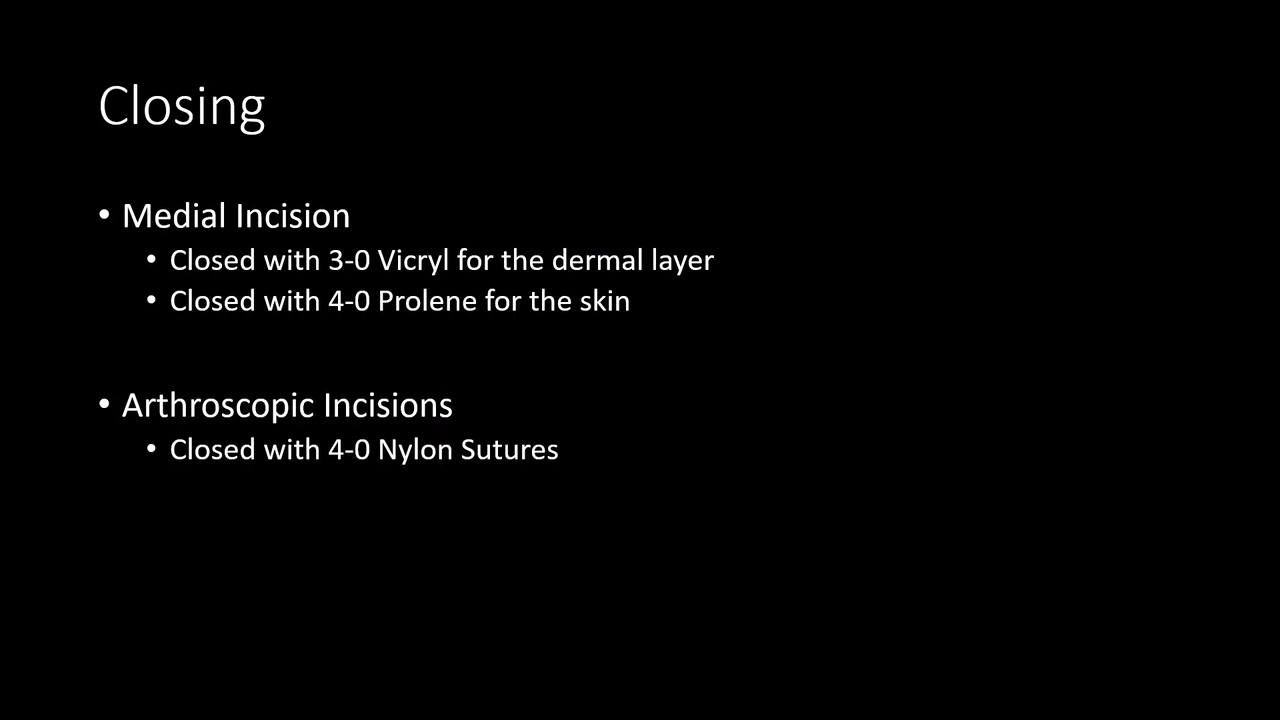 Closing
• Medial Incision
• Closed with 3-0 Vicryl for the dermal layer
• Closed with 4-0 Prolene for the skin
• Arthroscopic Incisions
• Closed with 4-0 Nylon Sutures